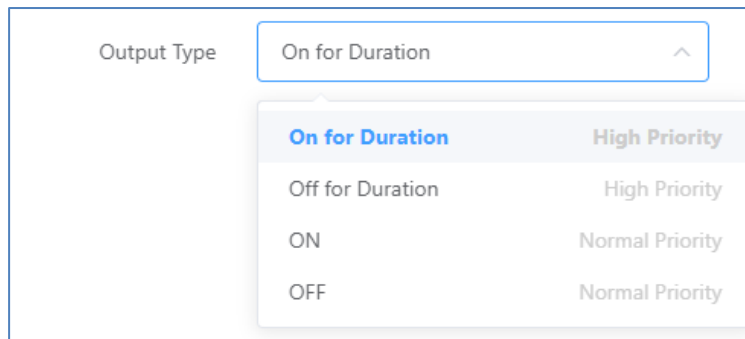 Output Type On for Duration
On for Duration High Priority
Off for Duration High Priority
ON Normal Priority
OFF Normal Priority